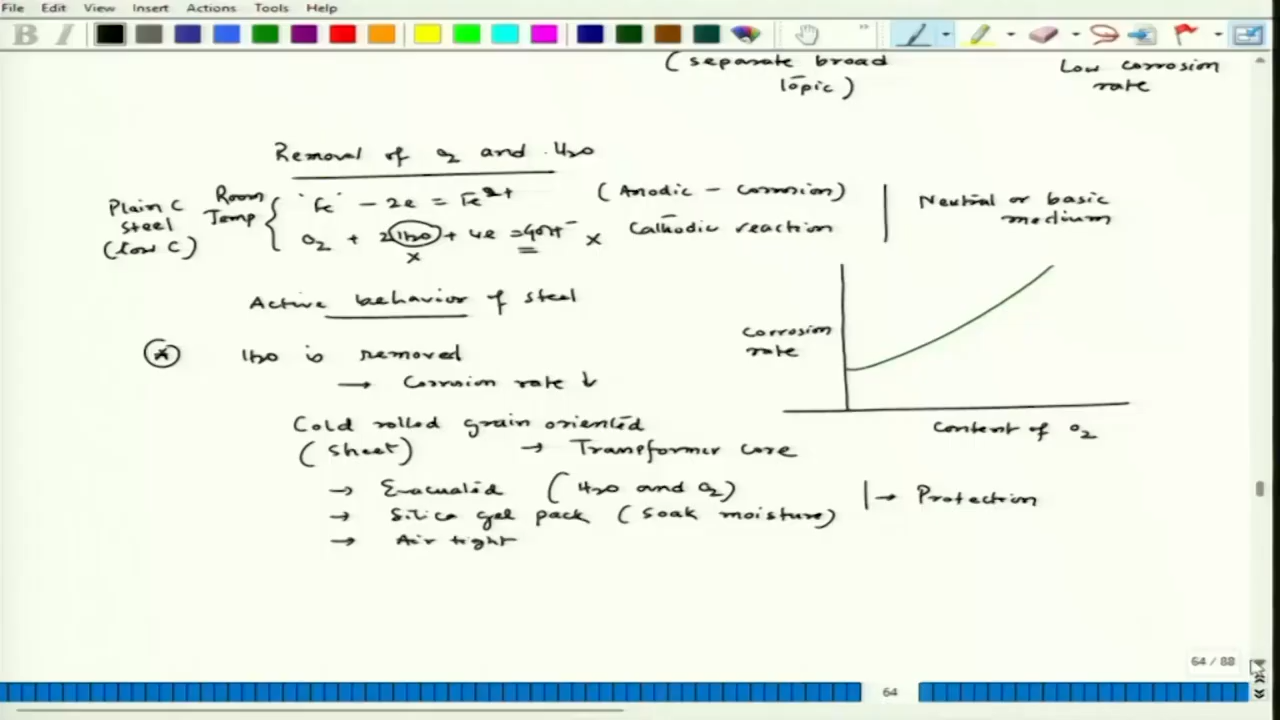 File Edit View Insert Actions Tools Help
(separate broad topic)
Low corrosion rate
Removal of O2 and H2O
Plain C Steel (low C)
Room Temp
Fe - 2e = Fe2+ (Anodic - corrosion)
O2 + 2H2O + 4e = 4OH- x Cathodic reaction
x
Neutral or basic medium
Active behavior of steel
* H2O is removed
→ Corrosion rate ↓
Corrosion rate
Content of O2
Cold rolled grain oriented
(Sheet) → Transformer core
→ Evacuated (H2O and O2)
→ Silica gel pack (Soak moisture)
→ Air tight
→ Protection
64 / 88
64